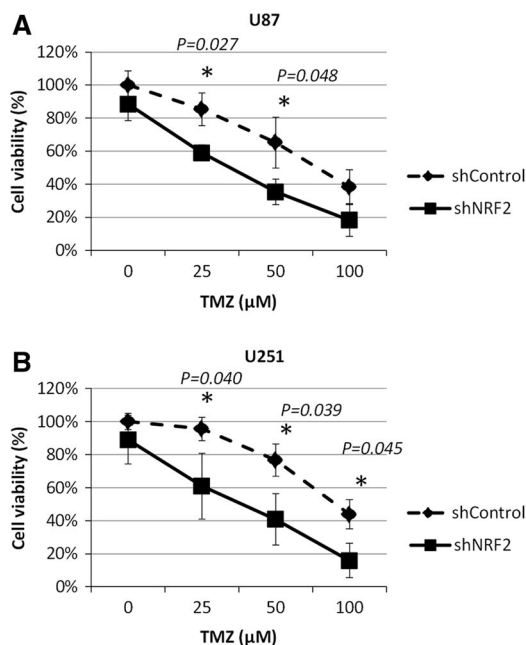 A
U87
P=0.027
P=0.048
*
*
120%
100%
80%
60%
40%
20%
0%
Cell viability (%)
0 25 50 100
TMZ (µM)
shControl
shNRF2
B
U251
P=0.040
P=0.039
P=0.045
*
*
*
120%
100%
80%
60%
40%
20%
0%
Cell viability (%)
0 25 50 100
TMZ (µM)
shControl
shNRF2